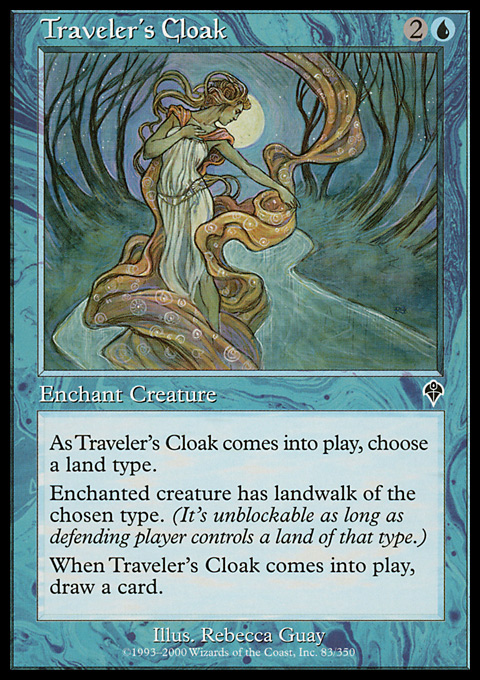 Traveler's Cloak 2
Enchant Creature
As Traveler's Cloak comes into play, choose
a land type.
Enchanted creature has landwalk of the
chosen type. (It's unblockable as long as
defending player controls a land of that type.)
When Traveler's Cloak comes into play,
draw a card.
Illus. Rebecca Guay
©1993–2000 Wizards of the Coast, Inc. 83/350